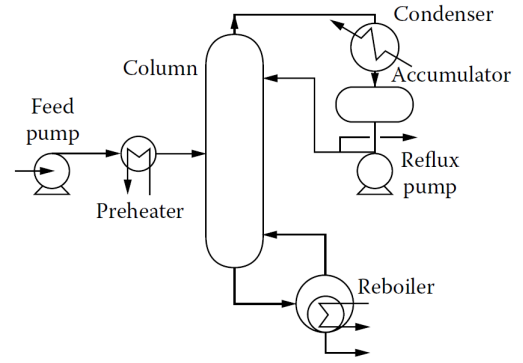 Condenser
Column
Accumulator
Feed
pump
Reflux
pump
Preheater
Reboiler